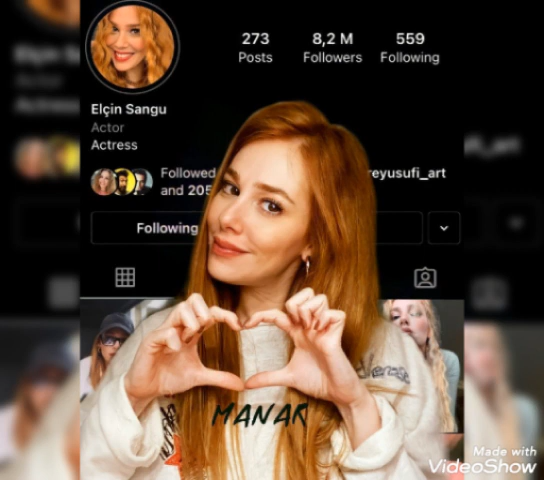 273
Posts
8,2 M
Followers
559
Following
Elçin Sangu
Actor
Actress
Followed reyusufi_art
and 205
Following
MANAR
Made with
VideoShow